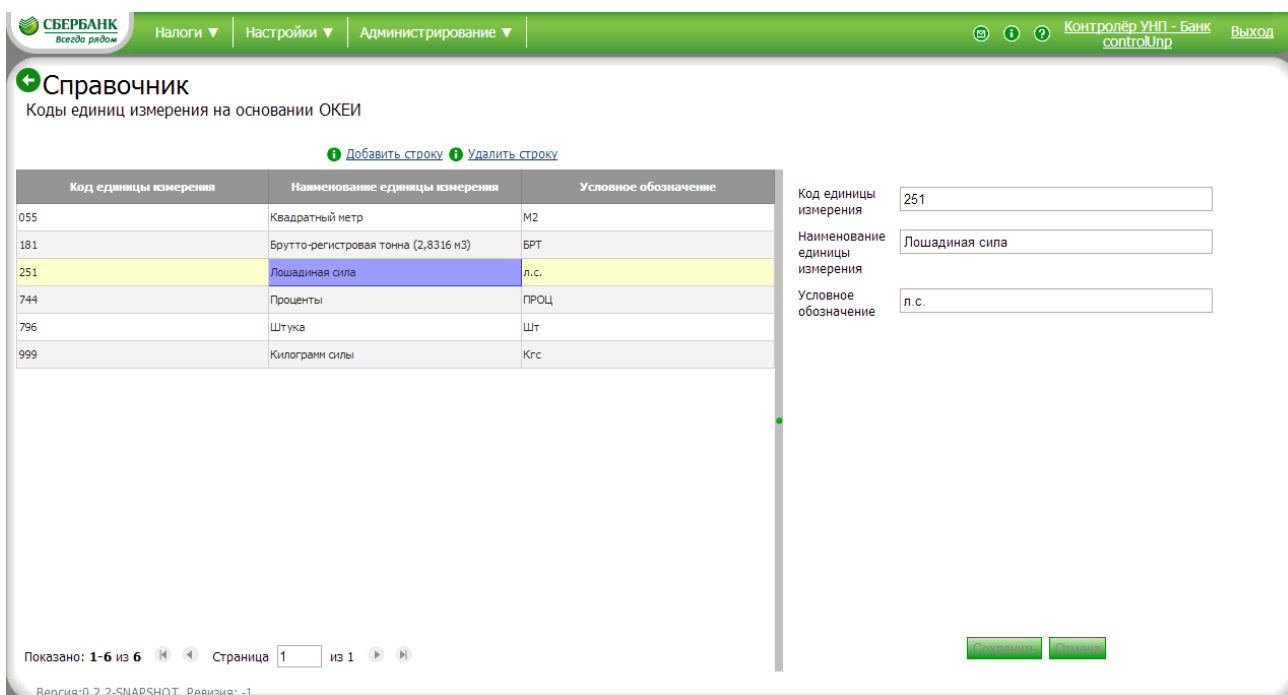 СБЕРБАНК
Всегда рядом
Налоги ▼ Настройки ▼ Администрирование ▼
Контролёр УНП - Банк
controlUnp
Выход
Справочник
Коды единиц измерения на основании ОКЕИ
Добавить строку Удалить строку
Код единицы измерения Наименование единицы измерения Условное обозначение
055 Квадратный метр М2
181 Брутто-регистровая тонна (2,8316 м3) БРТ
251 Лошадиная сила л.с.
744 Проценты ПРОЦ
796 Штука Шт
999 Килограмм силы Кгс
Код единицы
измерения
251
Наименование
единицы
измерения
Лошадиная сила
Условное
обозначение
л.с.
Показано: 1-6 из 6 Страница 1 из 1
Сохранить Отмена
Версия:0.2.2-SNAPSHOT Ревизия: -1